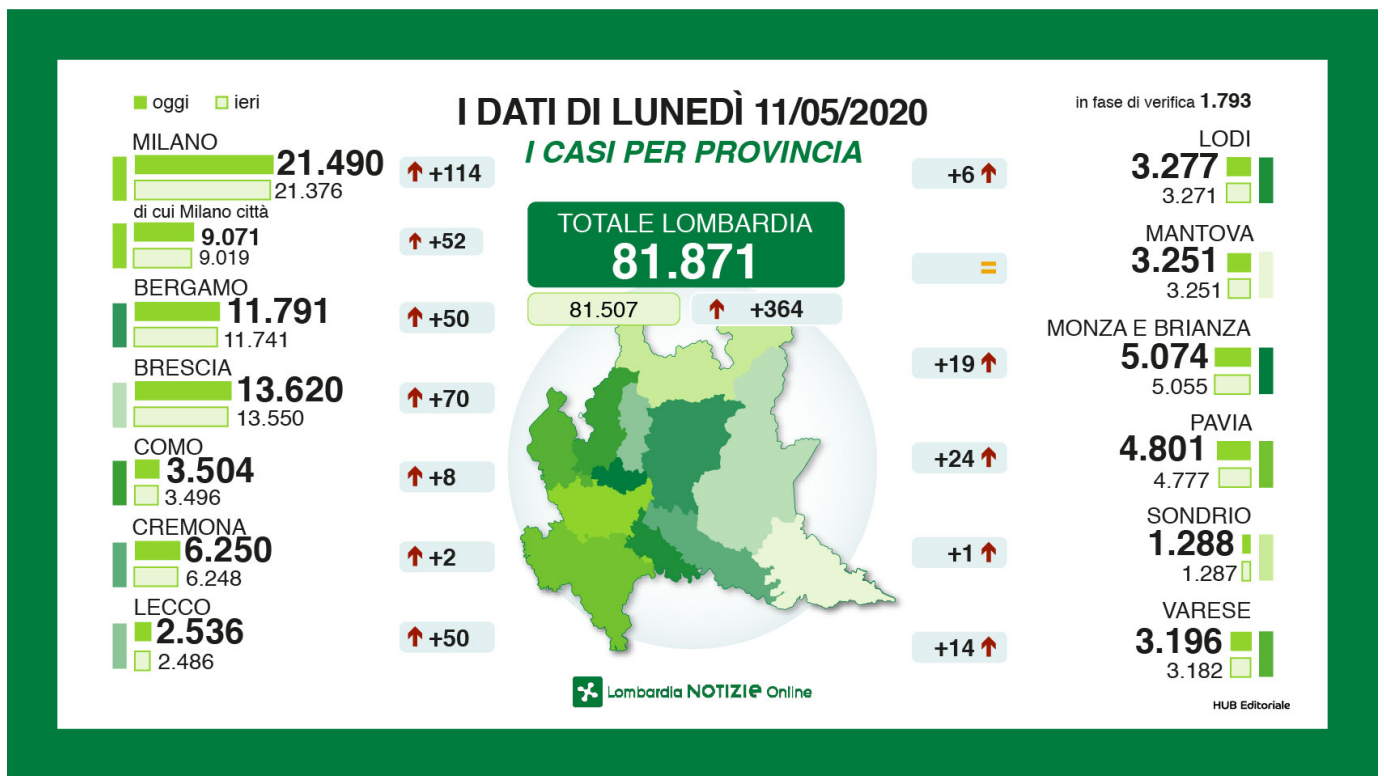 oggi ieri
I DATI DI LUNEDÌ 11/05/2020
I CASI PER PROVINCIA
in fase di verifica 1.793
MILANO
21.490
21.376
+114
di cui Milano città
9.071
9.019
+52
BERGAMO
11.791
11.741
+50
BRESCIA
13.620
13.550
+70
COMO
3.504
3.496
+8
CREMONA
6.250
6.248
+2
LECCO
2.536
2.486
+50
TOTALE LOMBARDIA
81.871
81.507
+364
LODI
3.277
3.271
+6
MANTOVA
3.251
3.251
=
MONZA E BRIANZA
5.074
5.055
+19
PAVIA
4.801
4.777
+24
SONDRIO
1.288
1.287
+1
VARESE
3.196
3.182
+14
Lombardia NOTIZIE Online
HUB Editoriale